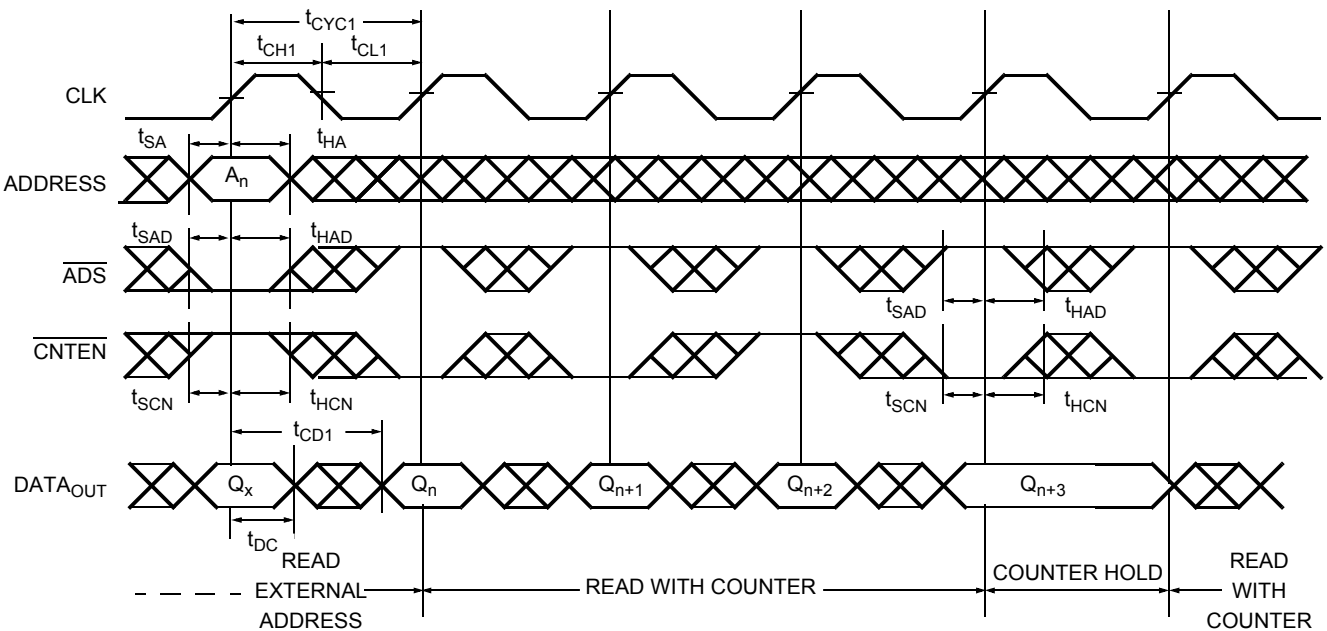 tCYC1
tCH1 tCL1
CLK
tSA tHA
ADDRESS An
tSAD tHAD
ADS
tSAD tHAD
CNTEN
tSCN tHCN tSCN tHCN
tCD1
DATAOUT Qx Qn Qn+1 Qn+2 Qn+3
tDC
READ
EXTERNAL
ADDRESS
READ WITH COUNTER
COUNTER HOLD
READ
WITH
COUNTER